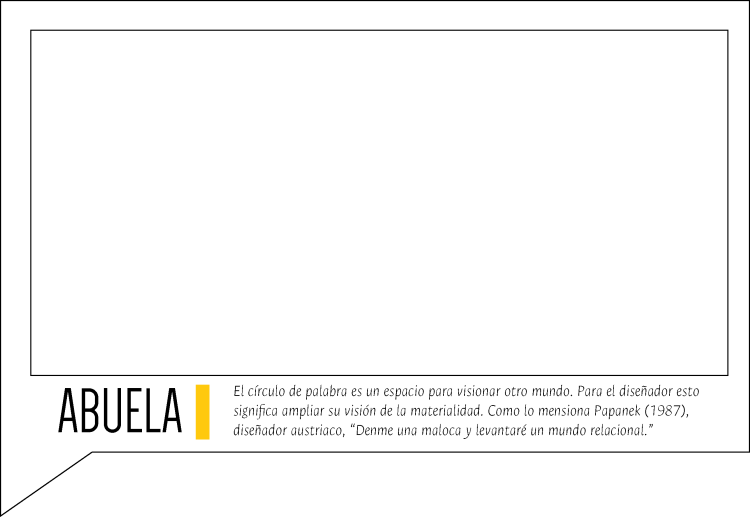 ABUELA
El círculo de palabra es un espacio para visionar otro mundo. Para el diseñador esto
significa ampliar su visión de la materialidad. Como lo mensiona Papanek (1987),
diseñador austriaco, “Denme una maloca y levantaré un mundo relacional.”